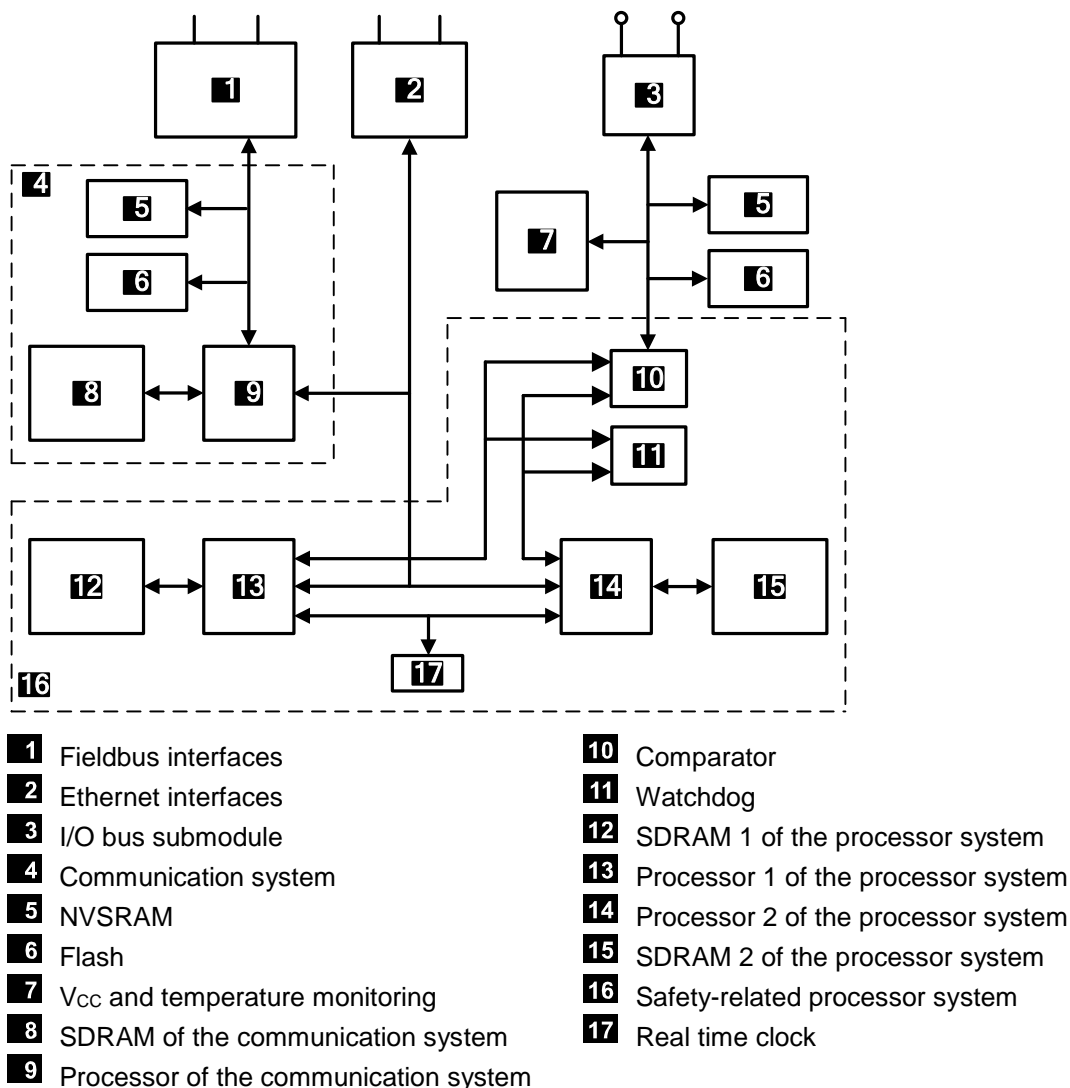 1
2
3
4
5
5
7
6
6
8
9
10
11
12
13
14
15
17
16
1 Fieldbus interfaces
2 Ethernet interfaces
3 I/O bus submodule
4 Communication system
5 NVSRAM
6 Flash
7 VCC and temperature monitoring
8 SDRAM of the communication system
9 Processor of the communication system
10 Comparator
11 Watchdog
12 SDRAM 1 of the processor system
13 Processor 1 of the processor system
14 Processor 2 of the processor system
15 SDRAM 2 of the processor system
16 Safety-related processor system
17 Real time clock